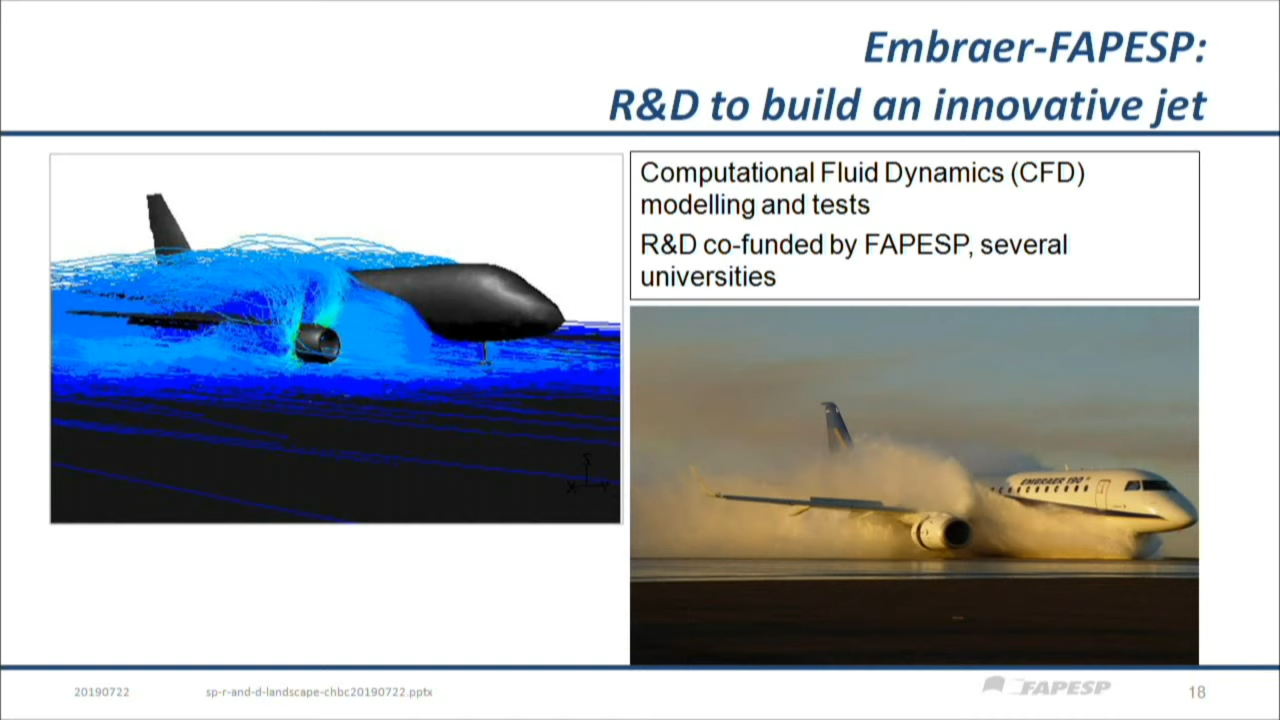 Embraer-FAPESP:
R&D to build an innovative jet
Computational Fluid Dynamics (CFD)
modelling and tests
R&D co-funded by FAPESP, several
universities
EMBRAER 190
20190722
sp-r-and-d-landscape-chbc20190722.pptx
FAPESP
18